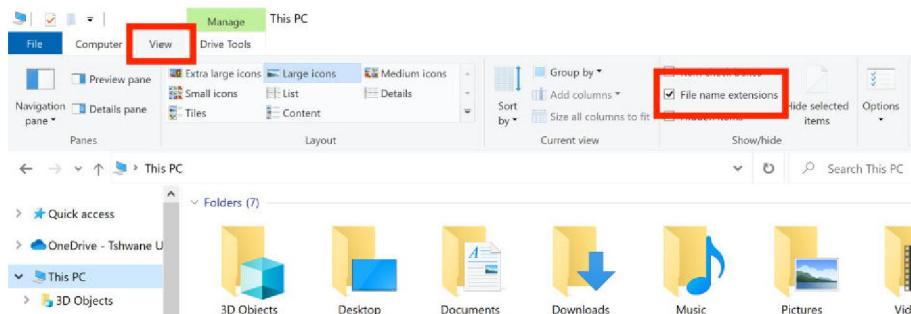 Manage This PC
File Computer View Drive Tools
Navigation pane
Preview pane
Details pane
Panes
Extra large icons Large icons Medium icons
Small icons List Details
Tiles Content
Layout
Sort by
Group by
Add columns
Size all columns to fit
Current view
File name extensions
selected items
Show/hide
Options
This PC
Search This PC
Quick access
OneDrive - Tshwane U
This PC
3D Objects
Folders (7)
3D Objects Desktop Documents Downloads Music Pictures Vid